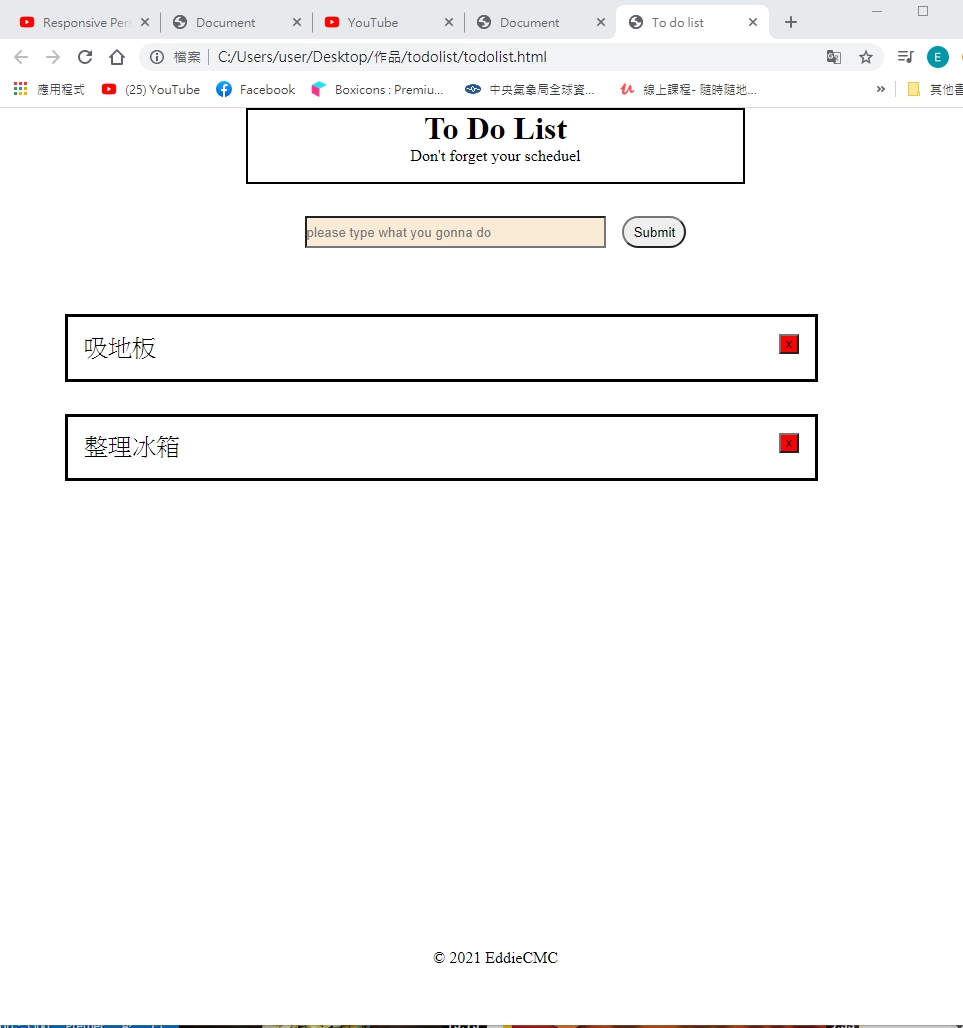 Responsive Per
Document
YouTube
Document
To do list
檔案
C:/Users/user/Desktop/作品/todolist/todolist.html
E
應用程式
(25) YouTube
Facebook
Boxicons : Premiu...
中央氣象局全球資...
線上課程- 隨時隨地...
»
其他書
To Do List
Don't forget your scheduel
please type what you gonna do
Submit
吸地板
x
整理冰箱
x
© 2021 EddieCMC